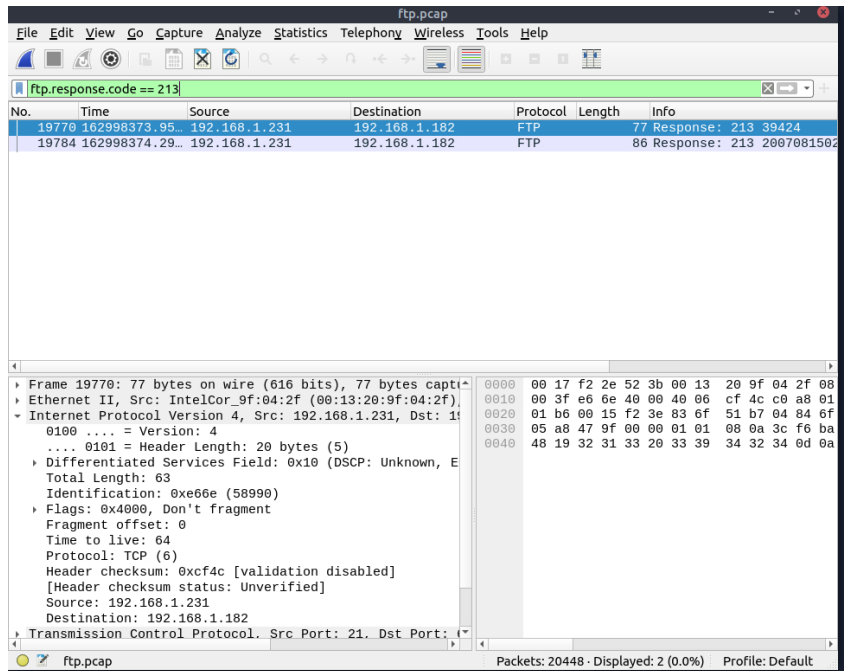 ftp.pcap
File Edit View Go Capture Analyze Statistics Telephony Wireless Tools Help
ftp.response.code == 213
No. Time Source Destination Protocol Length Info
19770 162998373.95… 192.168.1.231 192.168.1.182 FTP 77 Response: 213 39424
19784 162998374.29… 192.168.1.231 192.168.1.182 FTP 86 Response: 213 2007081502
Frame 19770: 77 bytes on wire (616 bits), 77 bytes capt
Ethernet II, Src: IntelCor_9f:04:2f (00:13:20:9f:04:2f),
Internet Protocol Version 4, Src: 192.168.1.231, Dst: 19
0100 .... = Version: 4
.... 0101 = Header Length: 20 bytes (5)
Differentiated Services Field: 0x10 (DSCP: Unknown, E
Total Length: 63
Identification: 0xe66e (58990)
Flags: 0x4000, Don't fragment
Fragment offset: 0
Time to live: 64
Protocol: TCP (6)
Header checksum: 0xcf4c [validation disabled]
[Header checksum status: Unverified]
Source: 192.168.1.231
Destination: 192.168.1.182
Transmission Control Protocol, Src Port: 21, Dst Port:
0000 00 17 f2 2e 52 3b 00 13 20 9f 04 2f 08
0010 00 3f e6 6e 40 00 40 06 cf 4c c0 a8 01
0020 01 b6 00 15 f2 3e 83 6f 51 b7 04 84 6f
0030 05 a8 47 9f 00 00 01 01 08 0a 3c f6 ba
0040 48 19 32 31 33 20 33 39 34 32 34 0d 0a
ftp.pcap
Packets: 20448 · Displayed: 2 (0.0%) Profile: Default